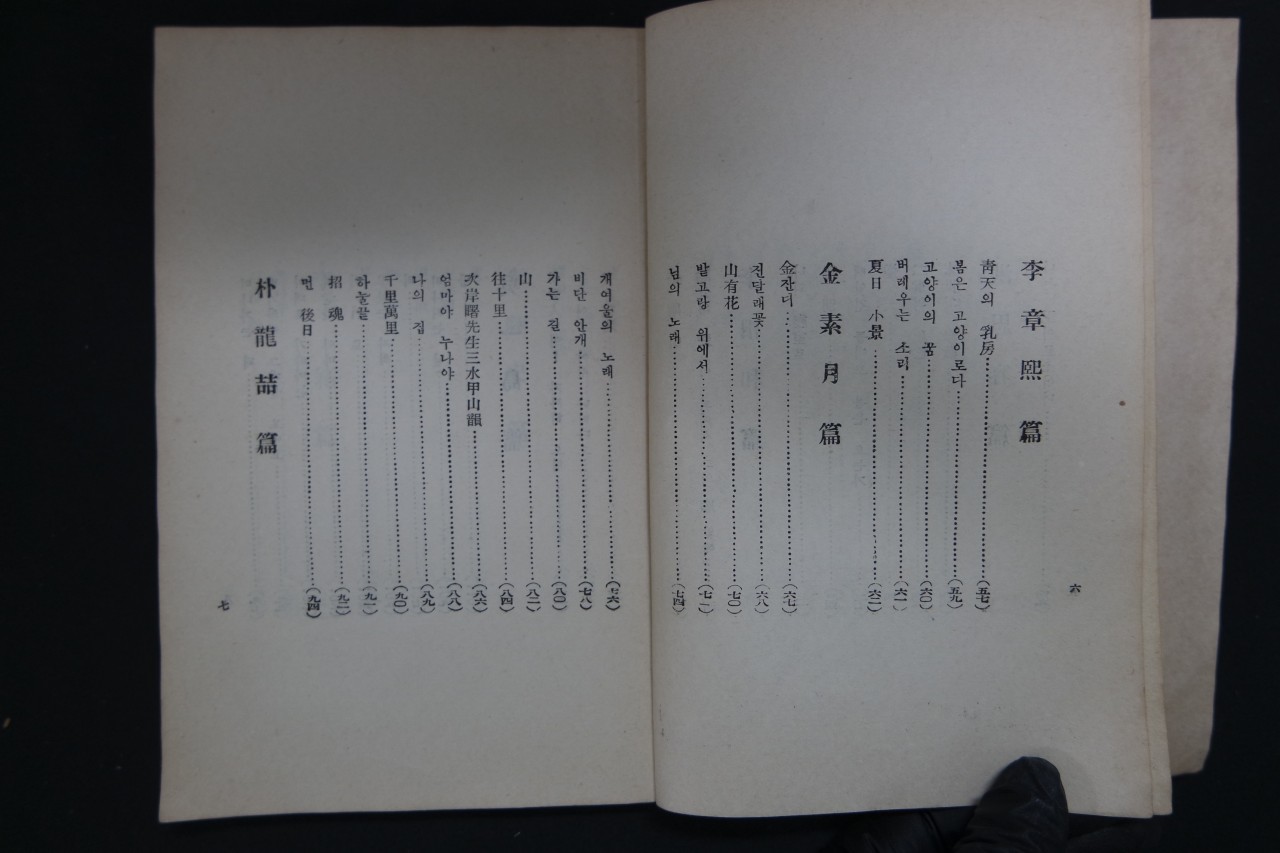 李章熙篇
靑天의 乳房……(五七)
봄은 고양이로다……(五九)
고양이의 꿈……(六〇)
버레우는 소리……(六一)
夏日 小景……(六二)
金素月篇
金잔듸……(六七)
진달래꽃……(六八)
山有花……(七〇)
밭고랑 위에서……(七二)
님의 노래……(七四)
六
개여울의 노래……(七六)
비단 안개……(七八)
가는 길……(八〇)
山……(八二)
往十里……(八四)
次岸曙先生三水甲山韻……(八六)
엄마야 누나야……(八八)
나의 집……(八九)
千里萬里……(九〇)
하눌끝……(九一)
招魂……(九二)
먼 後日……(九四)
朴龍喆篇
七